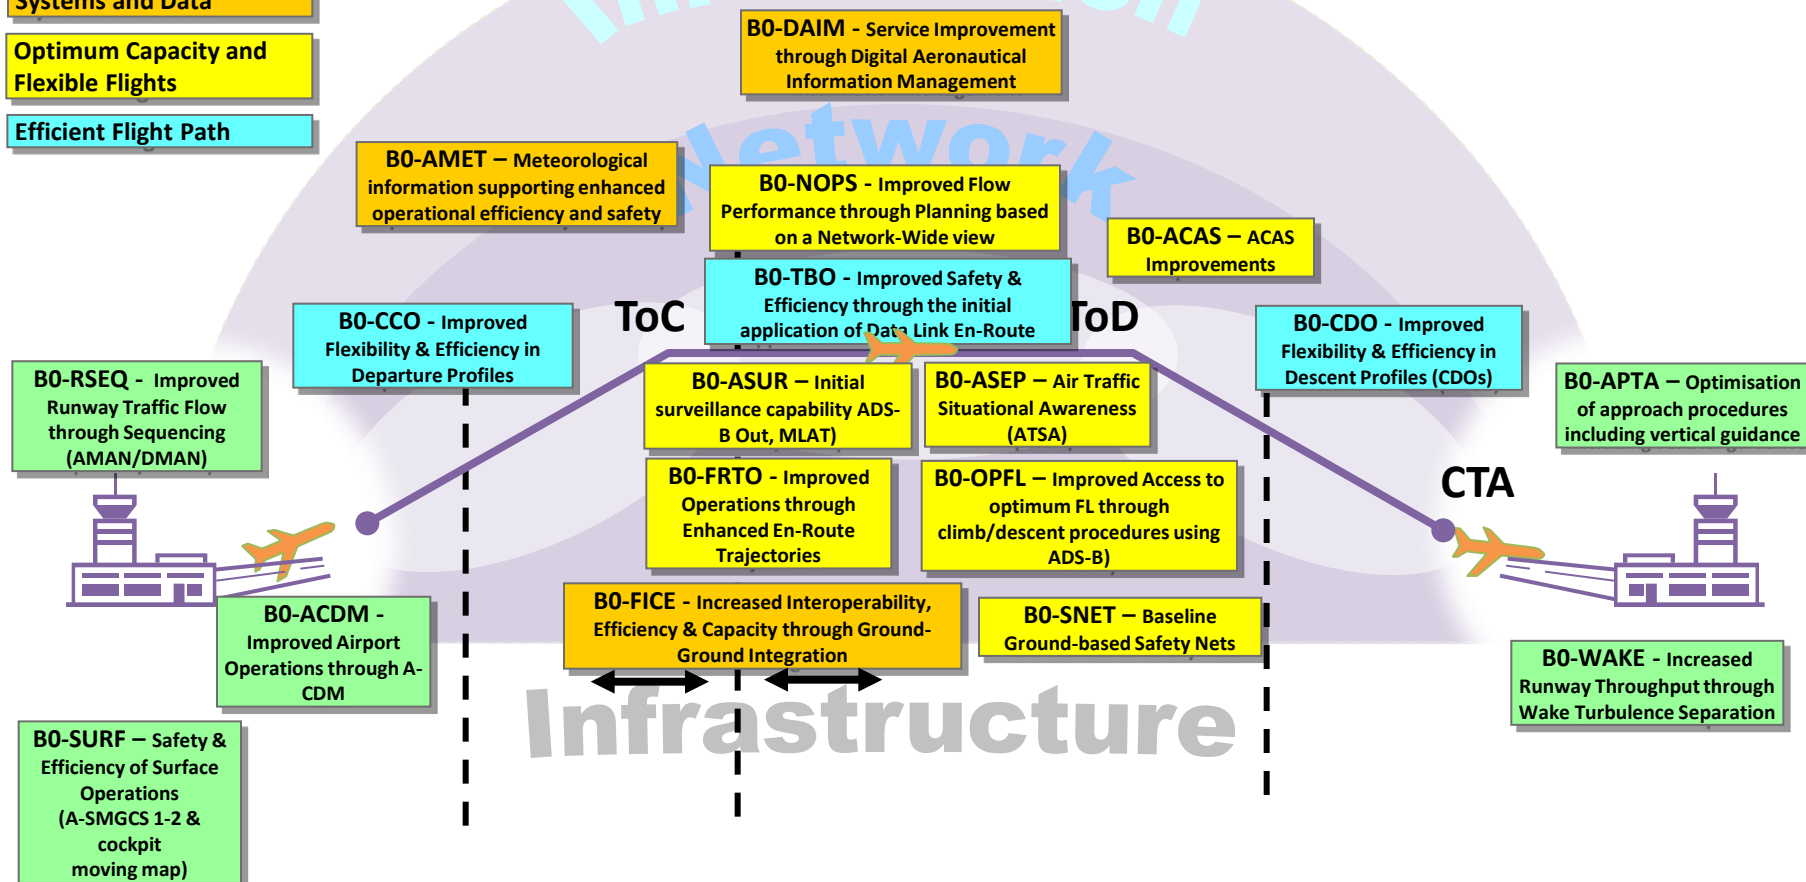 Systems and Data
Optimum Capacity and
Flexible Flights
Efficient Flight Path
B0-DAIM - Service Improvement
through Digital Aeronautical
Information Management
Network
B0-AMET – Meteorological
information supporting enhanced
operational efficiency and safety
B0-NOPS - Improved Flow
Performance through Planning based
on a Network-Wide view
B0-ACAS – ACAS
Improvements
B0-TBO - Improved Safety &
Efficiency through the initial
application of Data Link En-Route
ToC
ToD
B0-CCO - Improved
Flexibility & Efficiency in
Departure Profiles
B0-CDO - Improved
Flexibility & Efficiency in
Descent Profiles (CDOs)
B0-RSEQ - Improved
Runway Traffic Flow
through Sequencing
(AMAN/DMAN)
B0-ASUR – Initial
surveillance capability ADS-
B Out, MLAT)
B0-ASEP – Air Traffic
Situational Awareness
(ATSA)
B0-APTA – Optimisation
of approach procedures
including vertical guidance
B0-FRTO - Improved
Operations through
Enhanced En-Route
Trajectories
B0-OPFL – Improved Access to
optimum FL through
climb/descent procedures using
ADS-B)
CTA
B0-ACDM -
Improved Airport
Operations through A-
CDM
B0-FICE - Increased Interoperability,
Efficiency & Capacity through Ground-
Ground Integration
B0-SNET – Baseline
Ground-based Safety Nets
B0-WAKE - Increased
Runway Throughput through
Wake Turbulence Separation
Infrastructure
B0-SURF – Safety &
Efficiency of Surface
Operations
(A-SMGCS 1-2 &
cockpit
moving map)